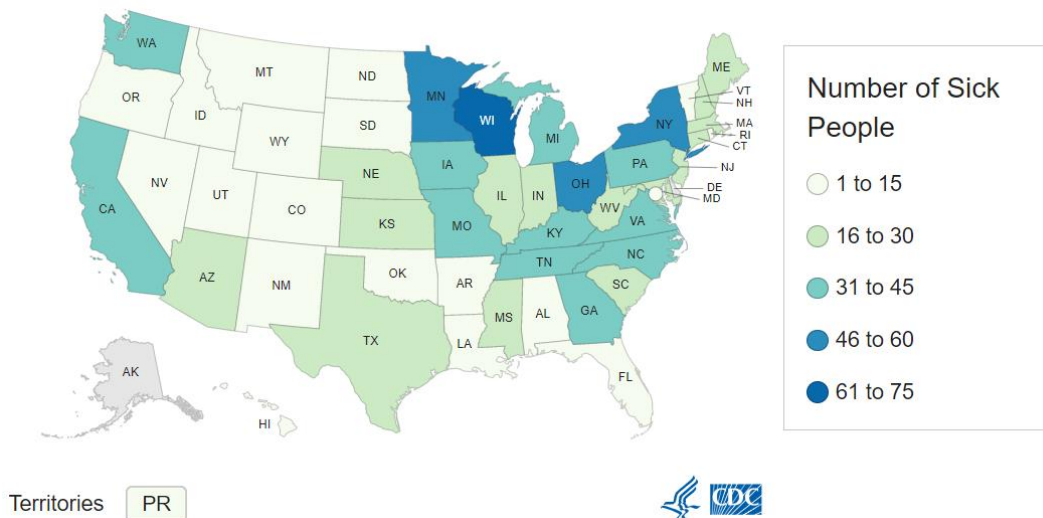 WA
ME
MT
ND
VT
MN
OR
NH
ID
WI
NY
MA
SD
MI
RI
WY
CT
IA
PA
NJ
NE
NV
OH
DE
IL
IN
UT
MD
CO
WV
CA
KS
VA
MO
KY
NC
TN
OK
AZ
AR
NM
SC
MS
AL
GA
TX
LA
AK
FL
HI
Number of Sick
People
1 to 15
16 to 30
31 to 45
46 to 60
61 to 75
Territories PR
CDC